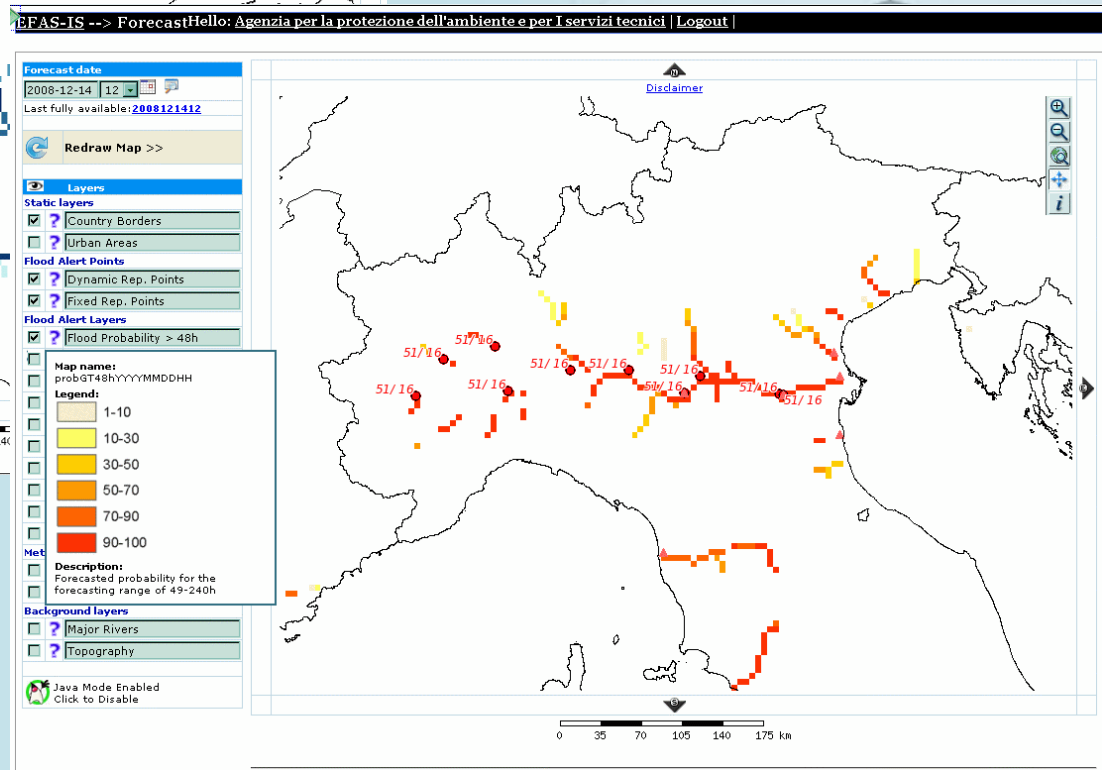 EFAS-IS --> Forecast Hello: Agenzia per la protezione dell'ambiente e per I servizi tecnici | Logout |
Forecast date
2008-12-14 12
Last fully available: 2008121412
Redraw Map >>
Layers
Static layers
? Country Borders
? Urban Areas
Flood Alert Points
? Dynamic Rep. Points
? Fixed Rep. Points
Flood Alert Layers
? Flood Probability > 48h
Map name:
probGT48hYYYYMMDDHH
Legend:
1-10
10-30
30-50
50-70
70-90
90-100
Description:
Forecasted probability for the
forecasting range of 49-240h
Met
Background layers
? Major Rivers
? Topography
Java Mode Enabled
Click to Disable
N
Disclaimer
i
51/16
51/16
51/16
51/16
51/16
51/16
51/16
51/16
51/16
51/16
S
0 35 70 105 140 175 km